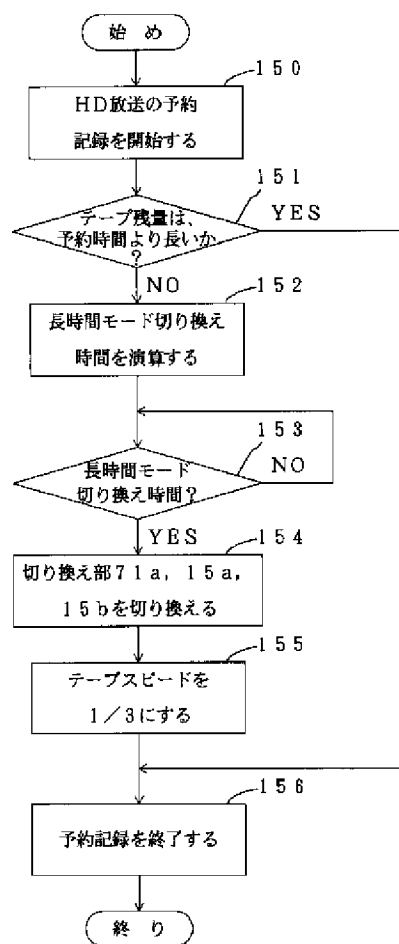 始 め
１５０
ＨＤ放送の予約
記録を開始する
１５１
テープ残量は、
予約時間より長いか
？
ＹＥＳ
ＮＯ
１５２
長時間モード切り換え
時間を演算する
１５３
長時間モード
切り換え時間？
ＮＯ
ＹＥＳ
１５４
切り換え部７１ａ，１５ａ，
１５ｂを切り換える
１５５
テープスピードを
１／３にする
１５６
予約記録を終了する
終 り